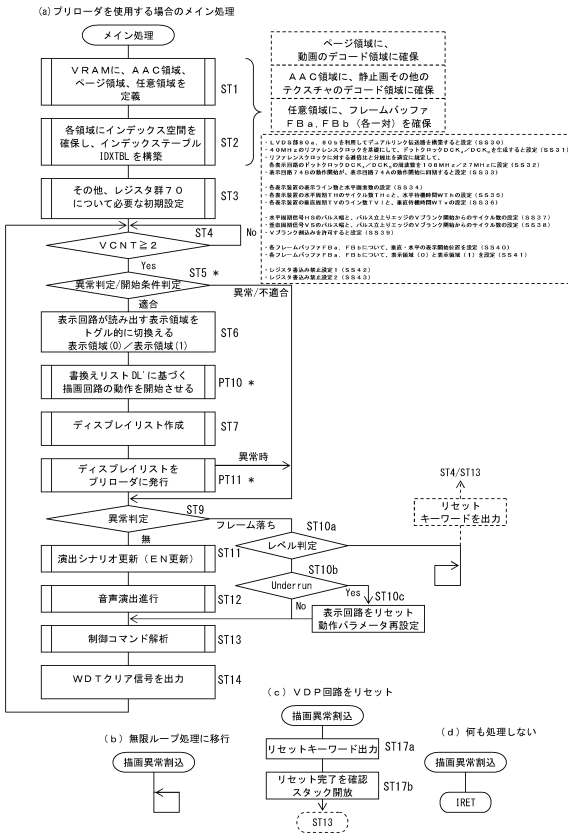 (a)プリローダを使用する場合のメイン処理
メイン処理
VRAMに、AAC領域、
ページ領域、任意領域を
定義
ST1
各領域にインデックス空間を
確保し、インデックステーブル
IDXTBLを構築
ST2
その他、レジスタ群70
について必要な初期設定
ST3
ページ領域に、
動画のデコード領域に確保
AAC領域に、静止画その他の
テクスチャのデコード領域に確保
任意領域に、フレームバッファ
FBa,FBb(各一対)を確保
・LVDS部80a、80bを利用してデュアルリンク伝送路を構築すると設定(SS30)
・40MHzのリファレンスクロックを基礎にして、ドットクロックDCKA/DCKBを生成すると設定(SS31)
・リファレンスクロックに対する逓倍比と分周比を適宜に規定して、
各表示回路のドットクロックDCKA/DCKBの周波数を108MHz/27MHzに設定(SS32)
・表示回路74Bの動作開始が、表示回路74Aの動作開始に同期すると設定(SS33)
・各表示装置の表示ライン数と水平画素数の設定(SS34)
・各表示装置の水平周期THのサイクル数THcと、水平待機時間WThの設定(SS35)
・各表示装置の垂直周期TVのライン数TVlと、垂直待機時間WTvの設定(SS36)
・水平同期信号HSのパルス幅と、パルス立上りエッジのVブランク開始からのサイクル数の設定(SS37)
・垂直同期信号VSのパルス幅と、パルス立上りエッジのVブランク開始からのサイクル数の設定(SS38)
・Vブランク割込みを許可すると設定(SS39)
・各フレームバッファFBa、FBbについて、垂直・水平の表示開始位置を設定(SS40)
・各フレームバッファFBa、FBbについて、表示領域(0)と表示領域(1)を設定(SS41)
・レジスタ書込み禁止設定1(SS42)
・レジスタ書込み禁止設定2(SS43)
VCNT≧2
ST4
No
Yes
ST5 *
異常判定/開始条件判定
異常/不適合
適合
表示回路が読み出す表示領域を
トグル的に切換える
表示領域(0)/表示領域(1)
ST6
書換えリストDL'に基づく
描画回路の動作を開始させる
PT10 *
ディスプレイリスト作成
ST7
ディスプレイリストを
プリローダに発行
異常時
PT11 *
異常判定
ST9
フレーム落ち
無
ST10a
レベル判定
ST4/ST13
リセット
キーワードを出力
演出シナリオ更新(EN更新)
ST11
ST10b
Underrun
Yes
No
ST10c
表示回路をリセット
動作パラメータ再設定
音声演出進行
ST12
制御コマンド解析
ST13
WDTクリア信号を出力
ST14
(b)無限ループ処理に移行
描画異常割込
(c)VDP回路をリセット
描画異常割込
リセットキーワード出力
ST17a
リセット完了を確認
スタック開放
ST17b
ST13
(d)何も処理しない
描画異常割込
IRET